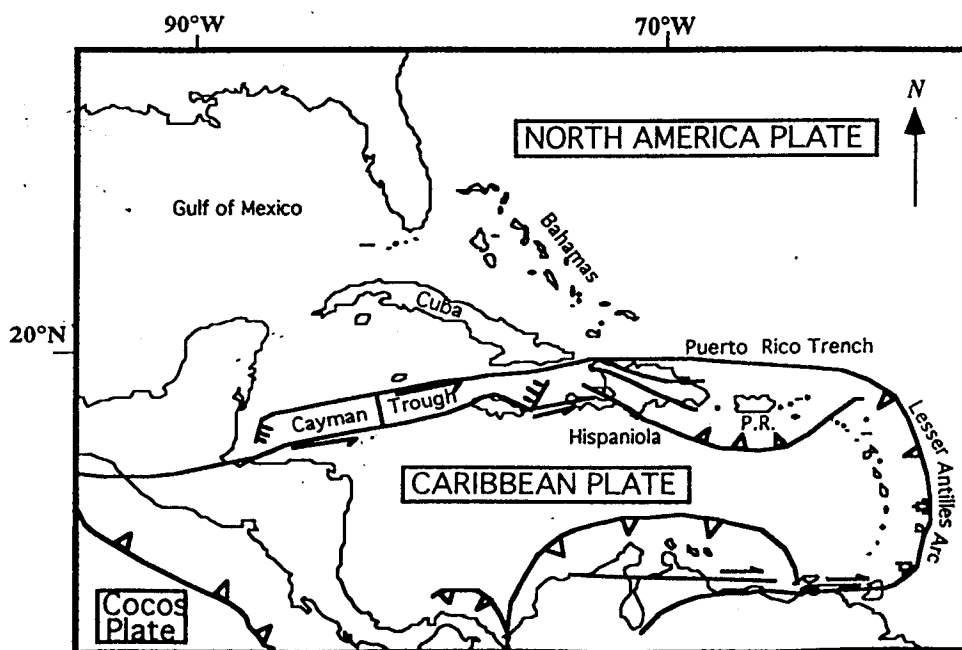 90°W
70°W
N
NORTH AMERICA PLATE
Gulf of Mexico
Bahamas
Cuba
20°N
Puerto Rico Trench
Cayman Trough
P.R.
Hispaniola
Lesser Antilles Arc
CARIBBEAN PLATE
Cocos
Plate